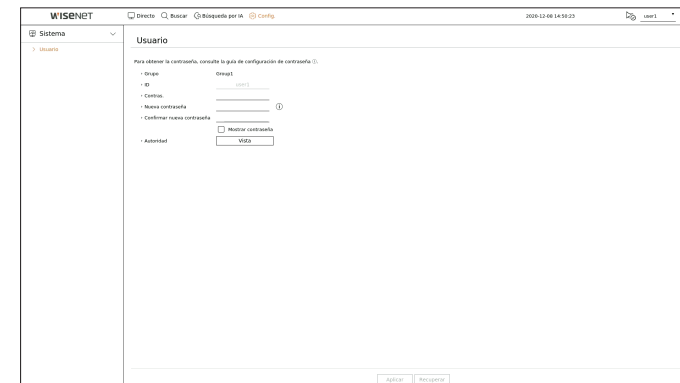 WISENET
Directo Buscar Búsqueda por IA Config. 2020-12-08 14:50:23 user1
Sistema
> Usuario
Usuario
Para obtener la contraseña, consulte la guía de configuración de contraseña ⓘ.
Grupo Group1
ID user1
Contras.
Nueva contraseña
Confirmar nueva contraseña
Mostrar contraseña
Autoridad Vista
Aplicar Recuperar